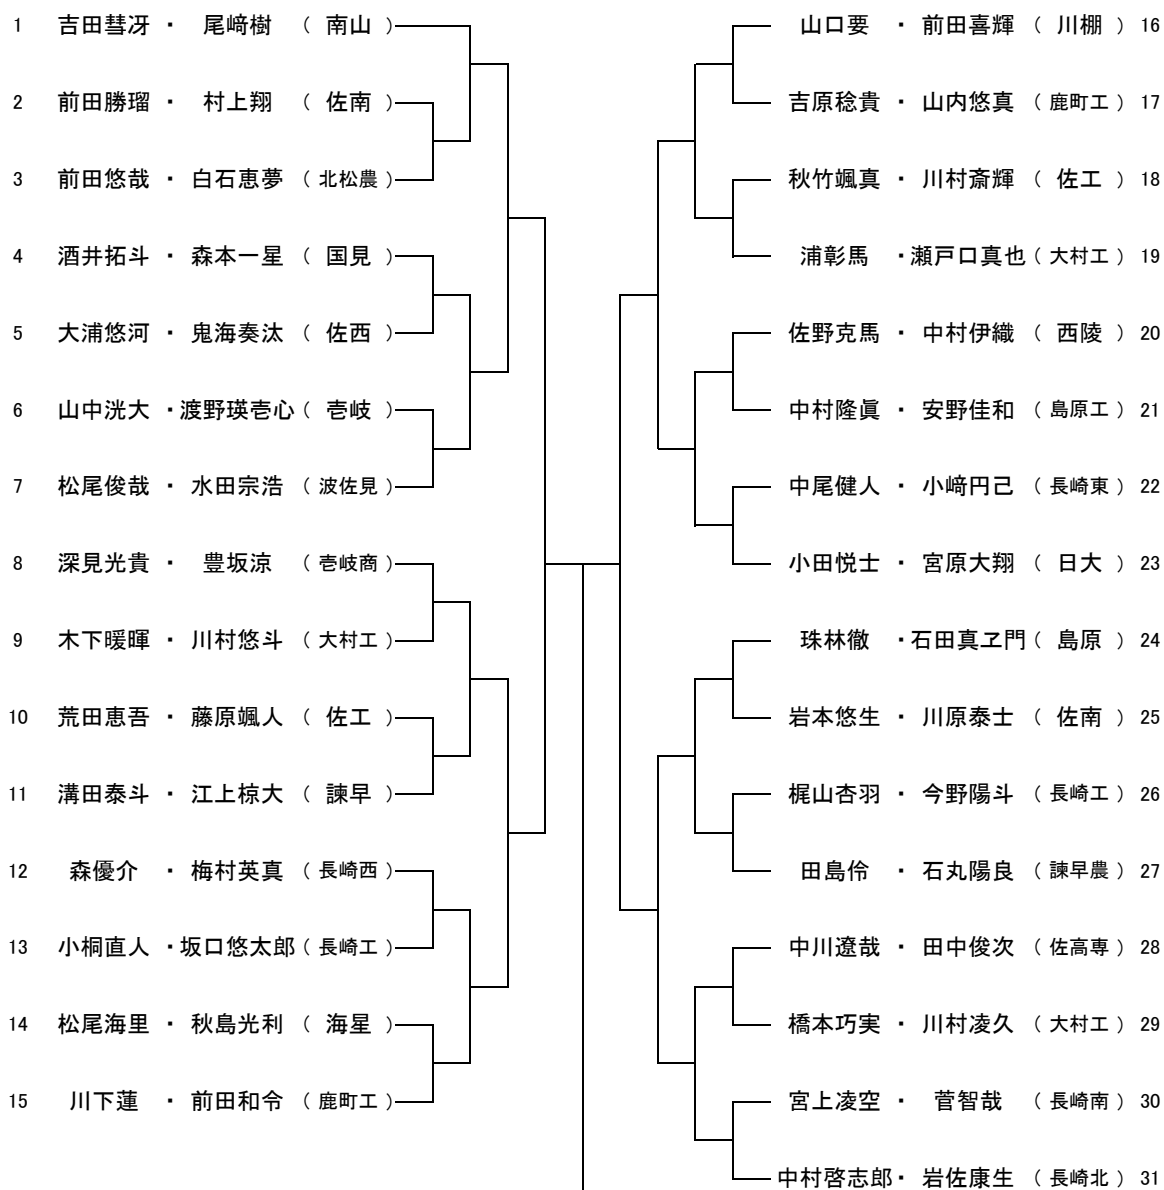 1 吉田彗冴 ・ 尾﨑樹 （ 南山 ）
2 前田勝瑠 ・ 村上翔 （ 佐南 ）
3 前田悠哉 ・ 白石恵夢 （ 北松農 ）
4 酒井拓斗 ・ 森本一星 （ 国見 ）
5 大浦悠河 ・ 鬼海奏汰 （ 佐西 ）
6 山中洸大 ・渡野瑛壱心（ 壱岐 ）
7 松尾俊哉 ・ 水田宗浩 （ 波佐見 ）
8 深見光貴 ・ 豊坂涼 （ 壱岐商 ）
9 木下暖暉 ・ 川村悠斗 （ 大村工 ）
10 荒田恵吾 ・ 藤原颯人 （ 佐工 ）
11 溝田泰斗 ・ 江上椋大 （ 諫早 ）
12 森優介 ・ 梅村英真 （ 長崎西 ）
13 小桐直人 ・坂口悠太郎（ 長崎工 ）
14 松尾海里 ・ 秋島光利 （ 海星 ）
15 川下蓮 ・ 前田和令 （ 鹿町工 ）
山口要 ・ 前田喜輝 （ 川棚 ） 16
吉原稔貴 ・ 山内悠真 （ 鹿町工 ） 17
秋竹颯真 ・ 川村斎輝 （ 佐工 ） 18
浦彰馬 ・瀬戸口真也（ 大村工 ） 19
佐野克馬 ・ 中村伊織 （ 西陵 ） 20
中村隆眞 ・ 安野佳和 （ 島原工 ） 21
中尾健人 ・ 小﨑円己 （ 長崎東 ） 22
小田悦士 ・ 宮原大翔 （ 日大 ） 23
珠林徹 ・石田真ヱ門（ 島原 ） 24
岩本悠生 ・ 川原泰士 （ 佐南 ） 25
梶山杏羽 ・ 今野陽斗 （ 長崎工 ） 26
田島伶 ・ 石丸陽良 （ 諫早農 ） 27
中川遼哉 ・ 田中俊次 （ 佐高専 ） 28
橋本巧実 ・ 川村凌久 （ 大村工 ） 29
宮上凌空 ・ 菅智哉 （ 長崎南 ） 30
中村啓志郎・ 岩佐康生 （ 長崎北 ） 31